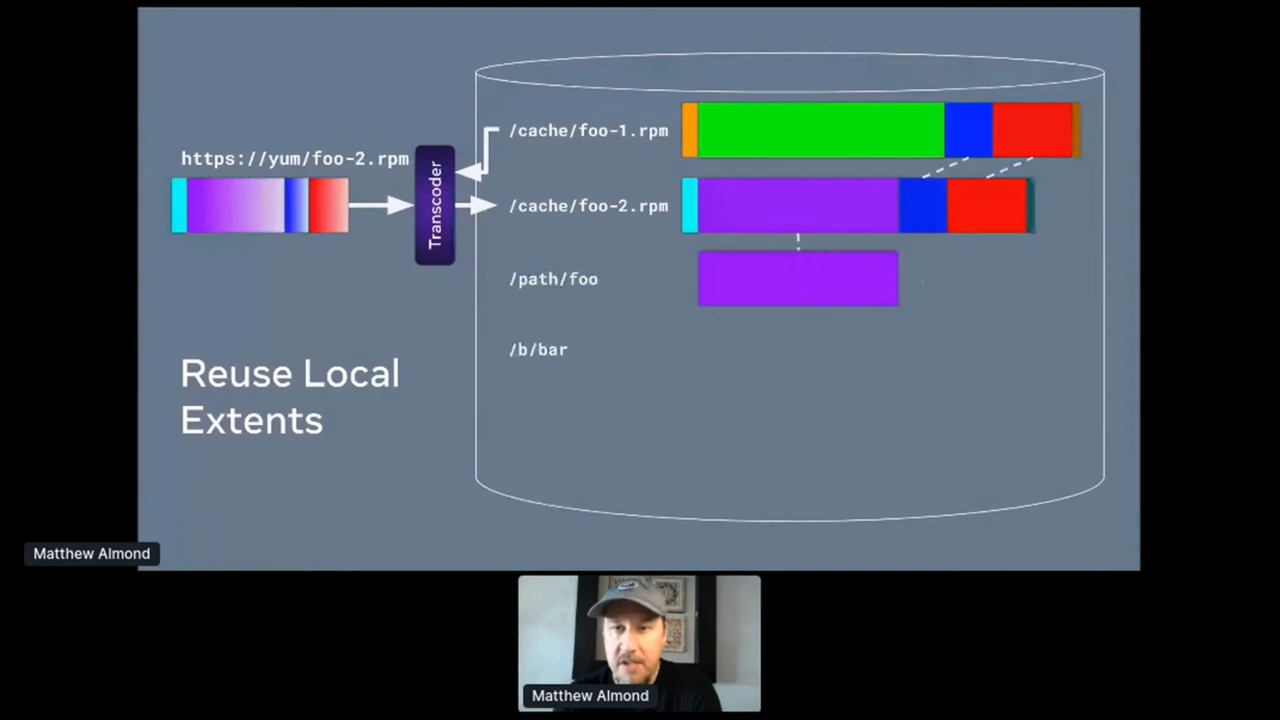 /cache/foo-1.rpm
https://yum/foo-2.rpm
Transcoder
/cache/foo-2.rpm
/path/foo
/b/bar
Reuse Local
Extents
Matthew Almond
Matthew Almond